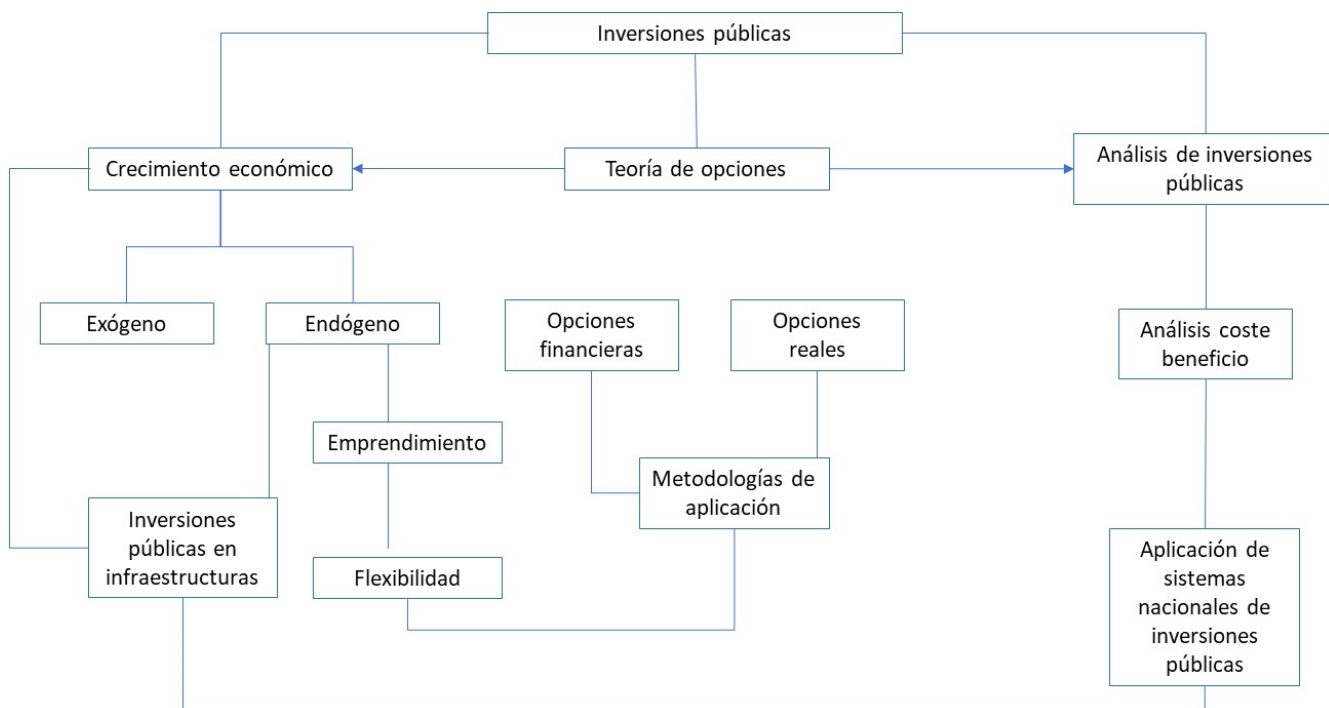 Inversiones públicas
Crecimiento económico
Teoría de opciones
Análisis de inversiones
públicas
Exógeno
Endógeno
Opciones
financieras
Opciones
reales
Análisis coste
beneficio
Emprendimiento
Metodologías de
aplicación
Inversiones
públicas en
infraestructuras
Flexibilidad
Aplicación de
sistemas
nacionales de
inversiones
públicas